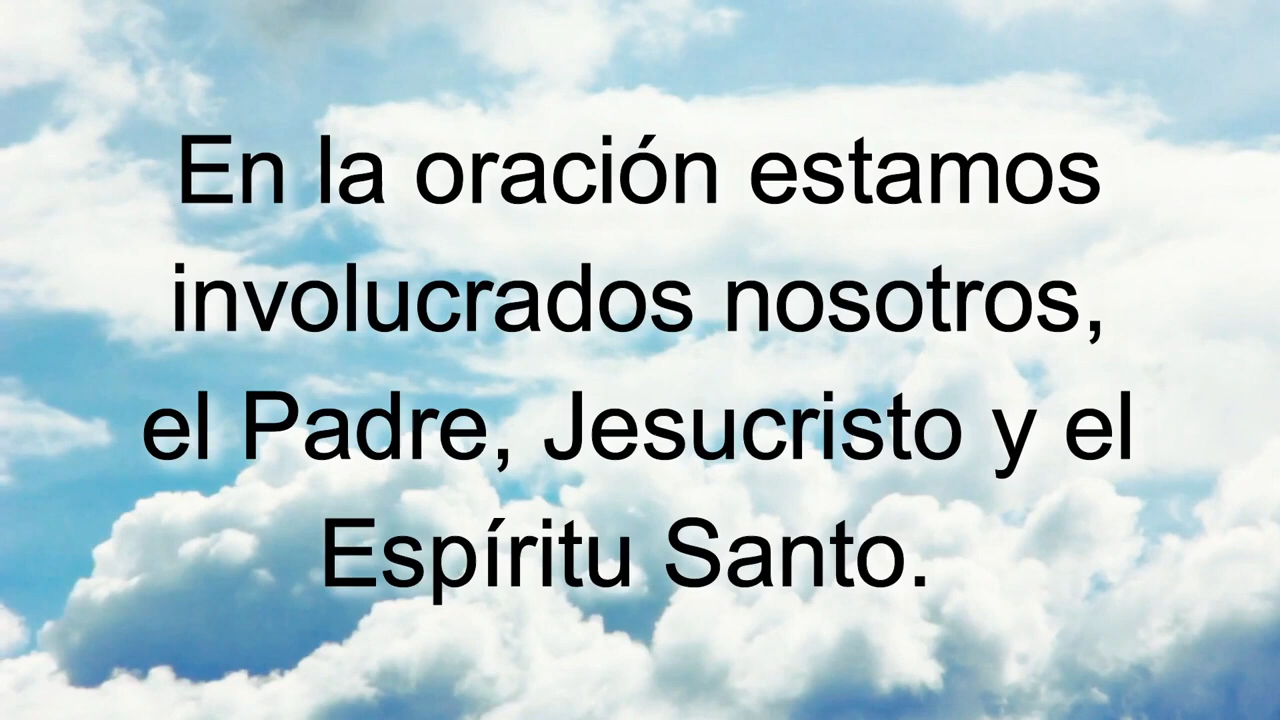 En la oración estamos
involucrados nosotros,
el Padre, Jesucristo y el
Espíritu Santo.